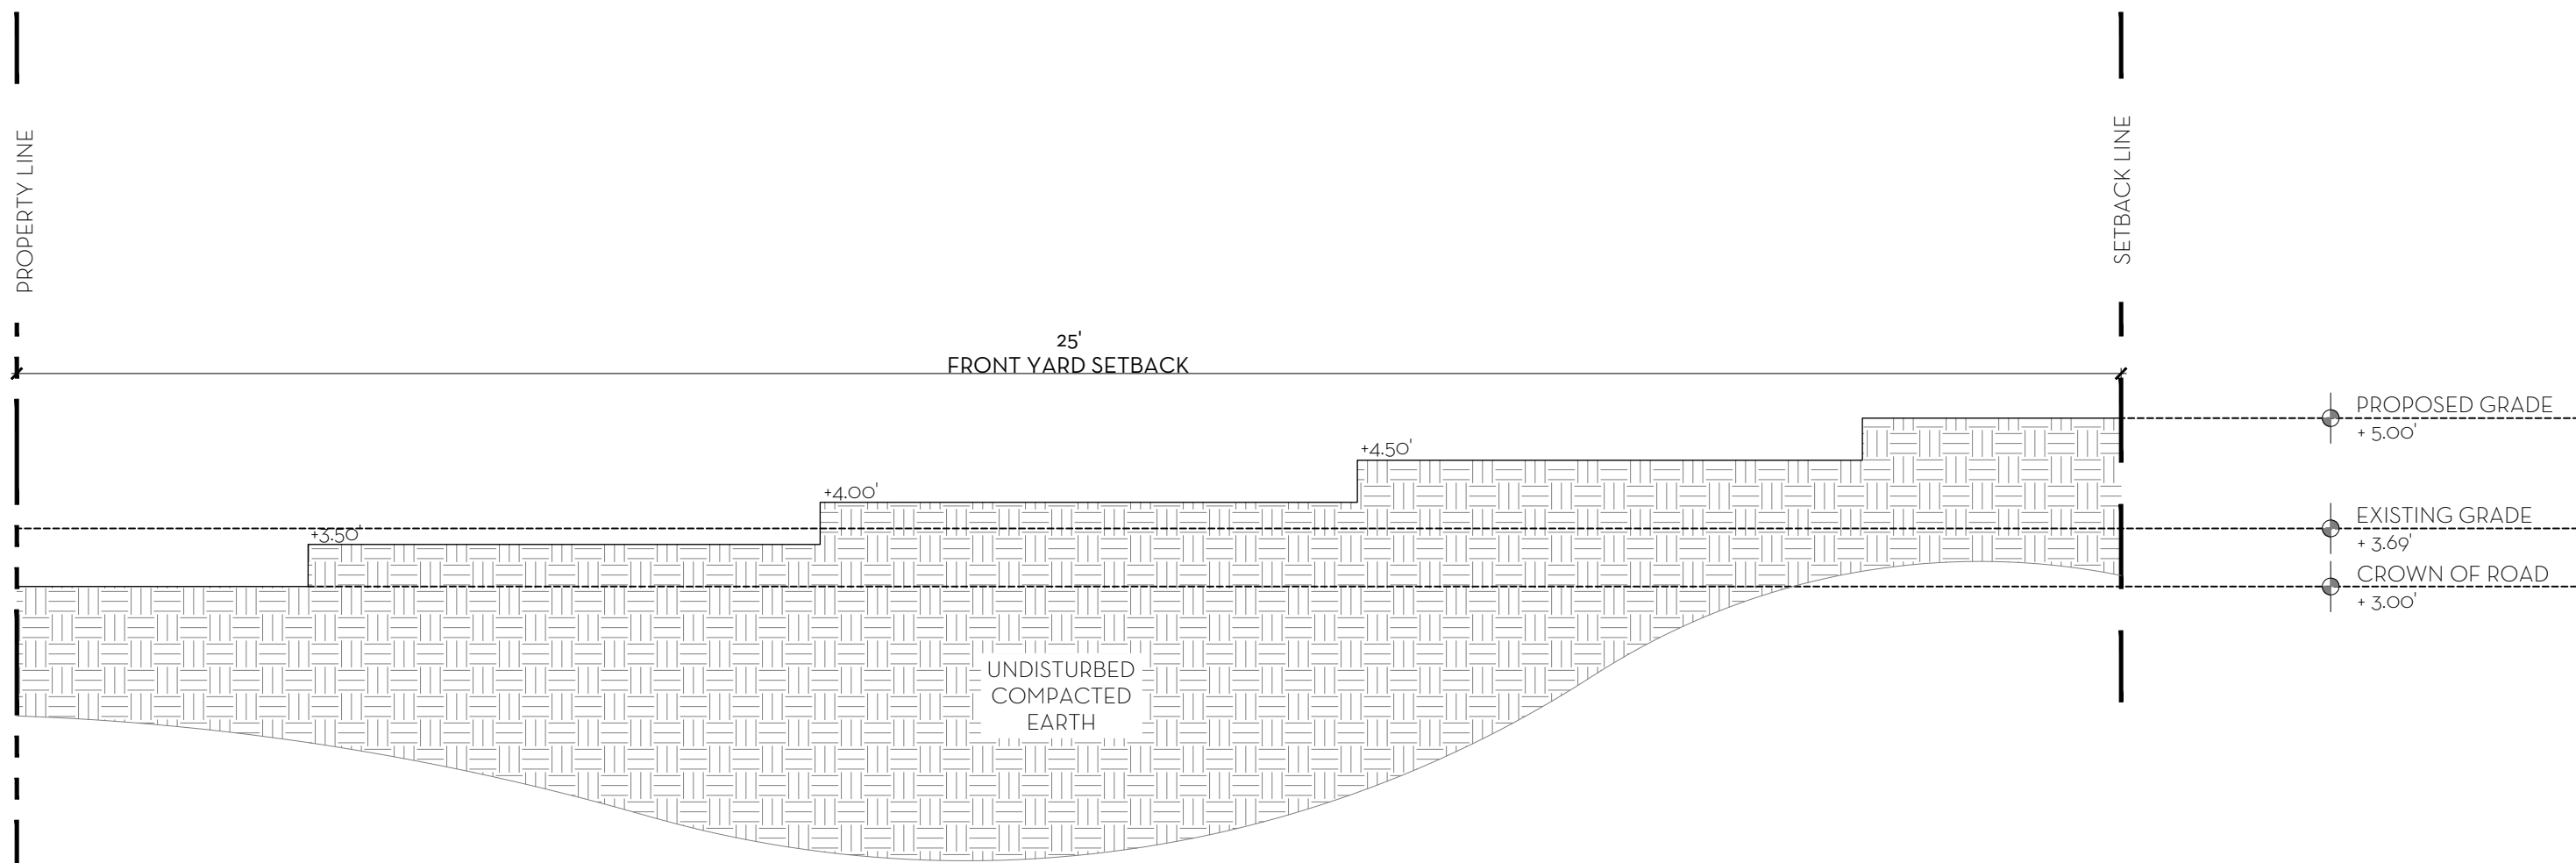 PROPERTY LINE
SETBACK LINE
25'
FRONT YARD SETBACK
PROPOSED GRADE
+ 5.00'
+4.50'
+4.00'
+3.50'
EXISTING GRADE
+ 3.69'
CROWN OF ROAD
+ 3.00'
UNDISTURBED
COMPACTED
EARTH